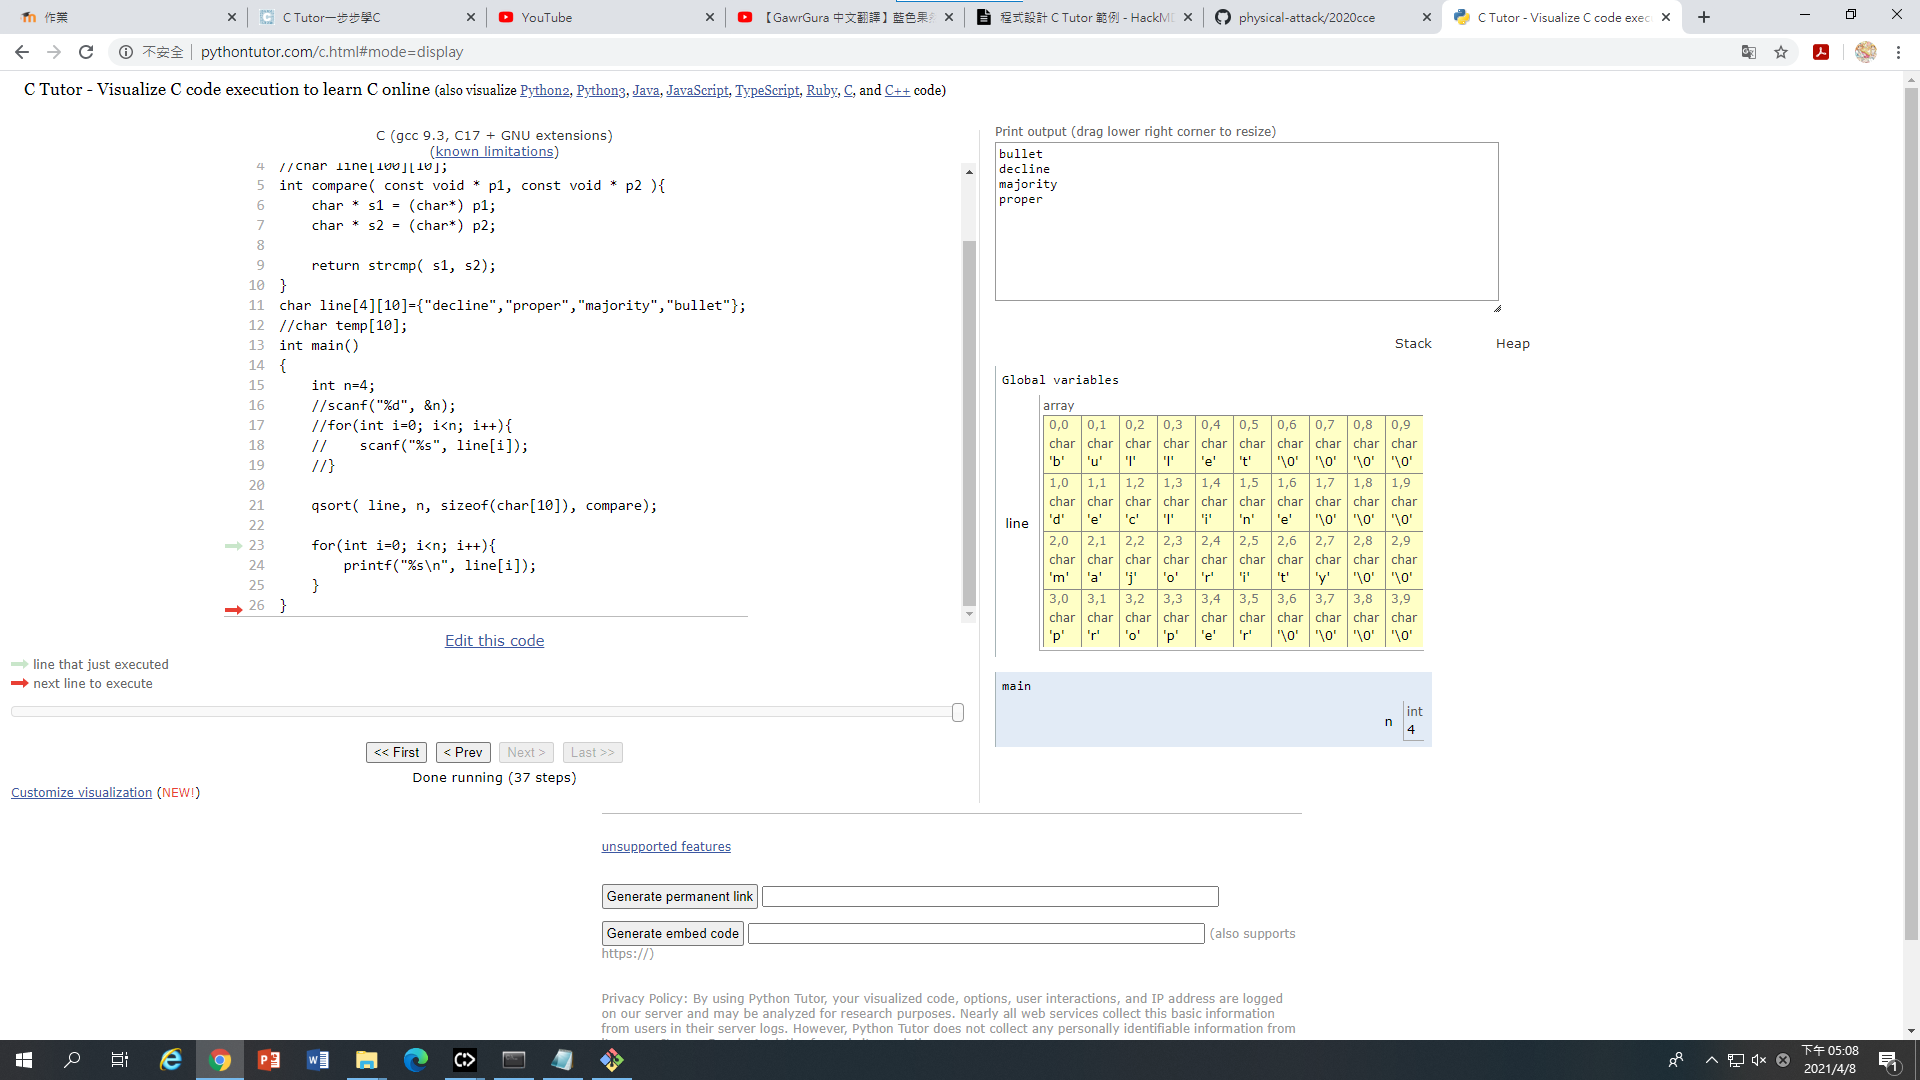 作業
C Tutor一步步學C
YouTube
【GawrGura 中文翻譯】藍色果
程式設計 C Tutor 範例 - HackM
physical-attack/2020cce
C Tutor - Visualize C code exec
不安全 | pythontutor.com/c.html#mode=display
C Tutor - Visualize C code execution to learn C online (also visualize Python2, Python3, Java, JavaScript, TypeScript, Ruby, C, and C++ code)
C (gcc 9.3, C17 + GNU extensions)
(known limitations)
4 //char line[100][10];
5 int compare( const void * p1, const void * p2 ){
6 char * s1 = (char*) p1;
7 char * s2 = (char*) p2;
8
9 return strcmp( s1, s2);
10 }
11 char line[4][10]={"decline","proper","majority","bullet"};
12 //char temp[10];
13 int main()
14 {
15 int n=4;
16 //scanf("%d", &n);
17 //for(int i=0; i<n; i++){
18 // scanf("%s", line[i]);
19 //}
20
21 qsort( line, n, sizeof(char[10]), compare);
22
23 for(int i=0; i<n; i++){
24 printf("%s\n", line[i]);
25 }
26 }
Edit this code
line that just executed
next line to execute
<< First < Prev Next > Last >>
Done running (37 steps)
Customize visualization (NEW!)
Print output (drag lower right corner to resize)
bullet
decline
majority
proper
Stack Heap
Global variables
array
0,0 0,1 0,2 0,3 0,4 0,5 0,6 0,7 0,8 0,9
char char char char char char char char char char
'b' 'u' 'l' 'l' 'e' 't' '\0' '\0' '\0' '\0'
1,0 1,1 1,2 1,3 1,4 1,5 1,6 1,7 1,8 1,9
char char char char char char char char char char
'd' 'e' 'c' 'l' 'i' 'n' 'e' '\0' '\0' '\0'
line
2,0 2,1 2,2 2,3 2,4 2,5 2,6 2,7 2,8 2,9
char char char char char char char char char char
'm' 'a' 'j' 'o' 'r' 'i' 't' 'y' '\0' '\0'
3,0 3,1 3,2 3,3 3,4 3,5 3,6 3,7 3,8 3,9
char char char char char char char char char char
'p' 'r' 'o' 'p' 'e' 'r' '\0' '\0' '\0' '\0'
main
int
n 4
unsupported features
Generate permanent link
Generate embed code (also supports
https://)
Privacy Policy: By using Python Tutor, your visualized code, options, user interactions, and IP address are logged
on our server and may be analyzed for research purposes. Nearly all web services collect this basic information
from users in their server logs. However, Python Tutor does not collect any personally identifiable information from
下午 05:08
2021/4/8
1